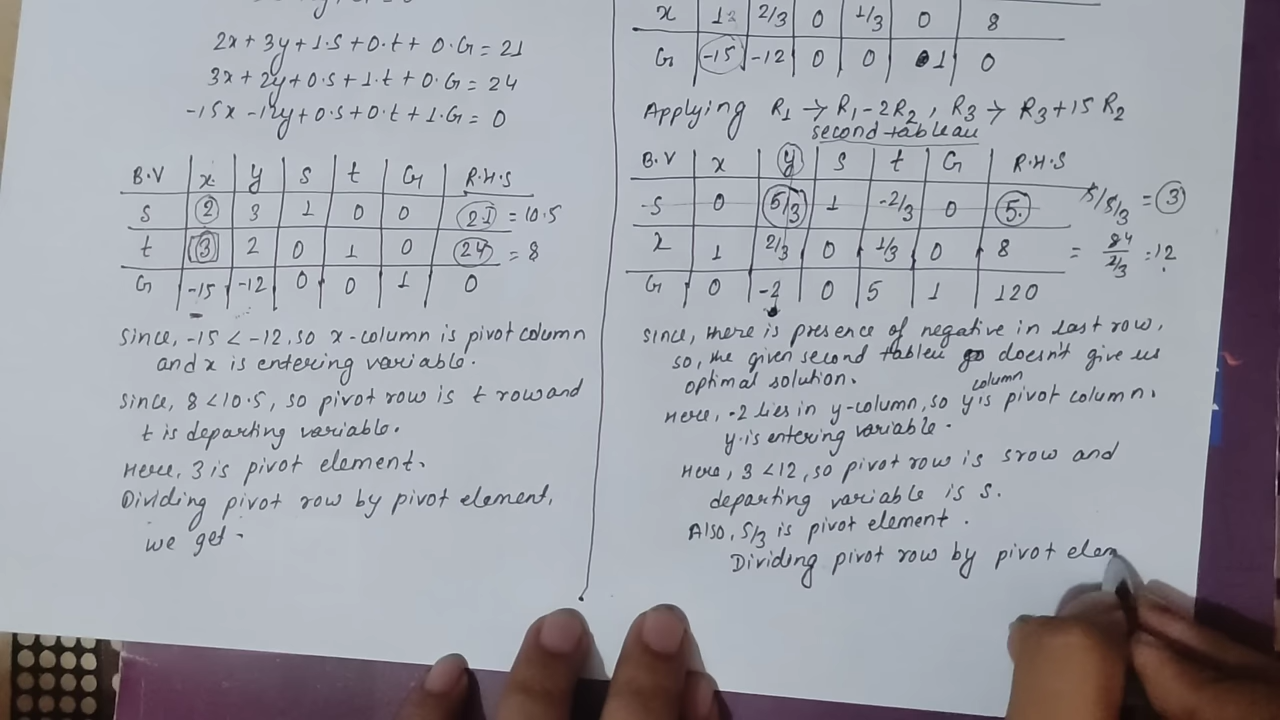 2x + 3y + 1.s + 0.t + 0.G = 21
3x + 2y + 0.s + 1.t + 0.G = 24
-15x - 12y + 0.s + 0.t + 1.G = 0
B.V x y s t G R.H.S
s 2 3 1 0 0 21 = 10.5
t 3 2 0 1 0 24 = 8
G -15 -12 0 0 1 0
Since, -15 < -12, so x-column is pivot column
and x is entering variable.
Since, 8 < 10.5, so pivot row is t row and
t is departing variable.
Here, 3 is pivot element.
Dividing pivot row by pivot element,
we get.
x 1 2/3 0 1/3 0 8
G -15 -12 0 0 1 0
Applying R1 → R1 - 2R2, R3 → R3 + 15 R2
second tableau
B.V x y s t G R.H.S
s 0 5/3 1 -2/3 0 5 5/5/3 = 3
x 1 2/3 0 1/3 0 8 = 8/2/3 = 12
G 0 -2 0 5 1 120
Since, there is presence of negative in last row,
so, the given second tableu doesn't give us
optimal solution.
Here, -2 lies in y-column, so y is pivot column.
y is entering variable.
Here, 3 < 12, so pivot row is s row and
departing variable is s.
Also, 5/3 is pivot element.
Dividing pivot row by pivot elem